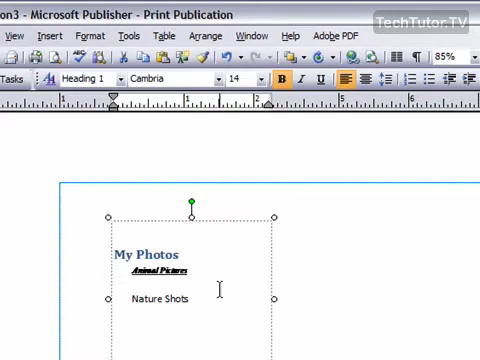 on3 - Microsoft Publisher - Print Publication
TechTutor.TV
View Insert Format Tools Table Arrange Window Help Adobe PDF
85%
Tasks Heading 1 Cambria 14 B I U
1 1 2 5 6
My Photos
Animal Pictures
Nature Shots